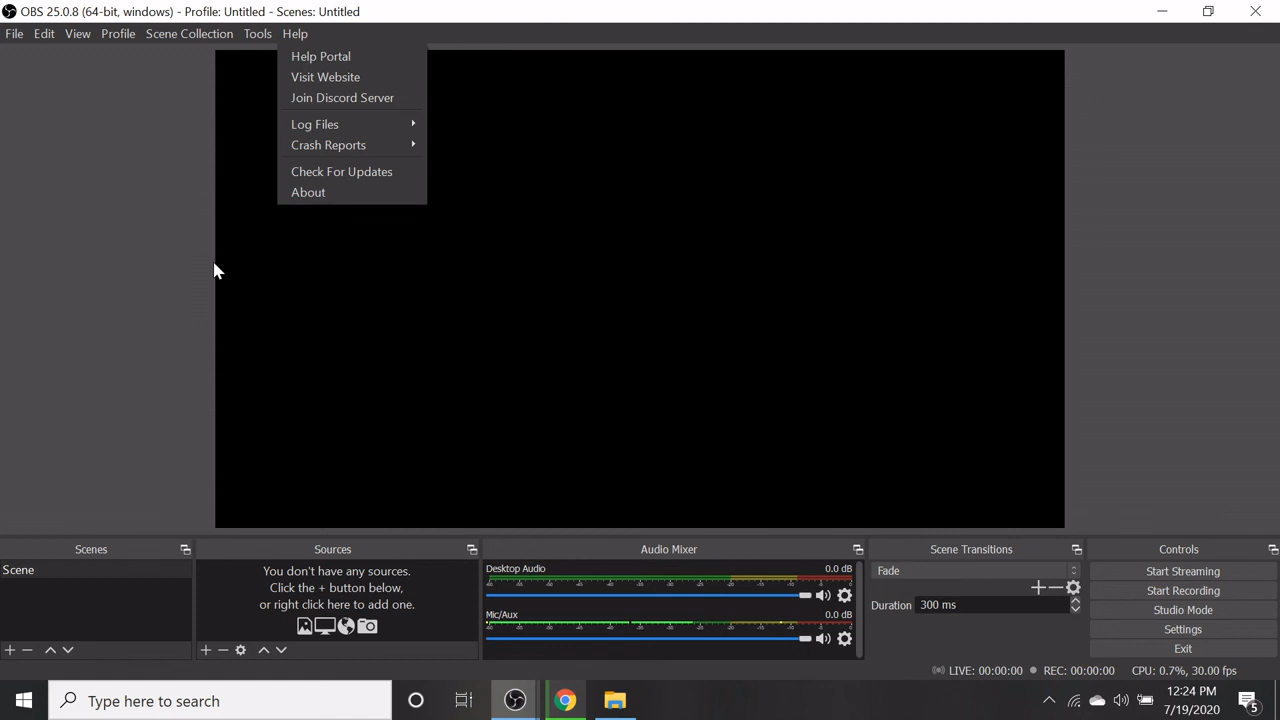 OBS 25.0.8 (64-bit, windows) - Profile: Untitled - Scenes: Untitled
File Edit View Profile Scene Collection Tools Help
Help Portal
Visit Website
Join Discord Server
Log Files
Crash Reports
Check For Updates
About
Scenes
Scene
Sources
You don't have any sources.
Click the + button below,
or right click here to add one.
Audio Mixer
Desktop Audio 0.0 dB
Mic/Aux 0.0 dB
Scene Transitions
Fade
Duration 300 ms
Controls
Start Streaming
Start Recording
Studio Mode
Settings
Exit
LIVE: 00:00:00 REC: 00:00:00 CPU: 0.7%, 30.00 fps
Type here to search
12:24 PM
7/19/2020
5